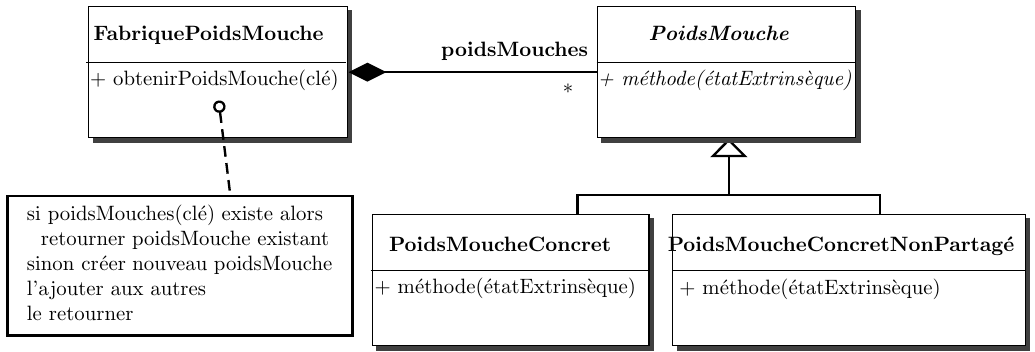 FabriquePoidsMouche
+ obtenirPoidsMouche(clé)
poidsMouches
*
PoidsMouche
+ méthode(étatExtrinsèque)
si poidsMouches(clé) existe alors
retourner poidsMouche existant
sinon créer nouveau poidsMouche
l'ajouter aux autres
le retourner
PoidsMoucheConcret
+ méthode(étatExtrinsèque)
PoidsMoucheConcretNonPartagé
+ méthode(étatExtrinsèque)